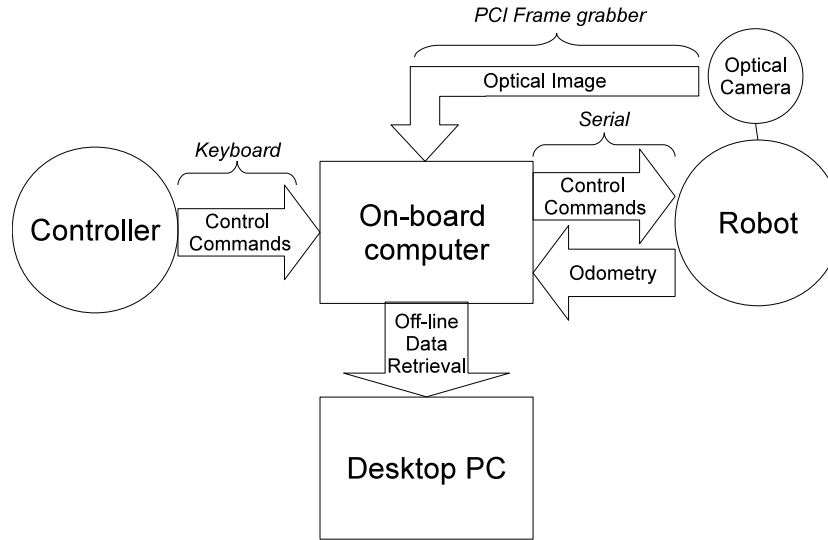 PCI Frame grabber
Optical Image
Optical
Camera
Keyboard
Serial
Controller
Control
Commands
On-board
computer
Control
Commands
Robot
Odometry
Off-line
Data
Retrieval
Desktop PC